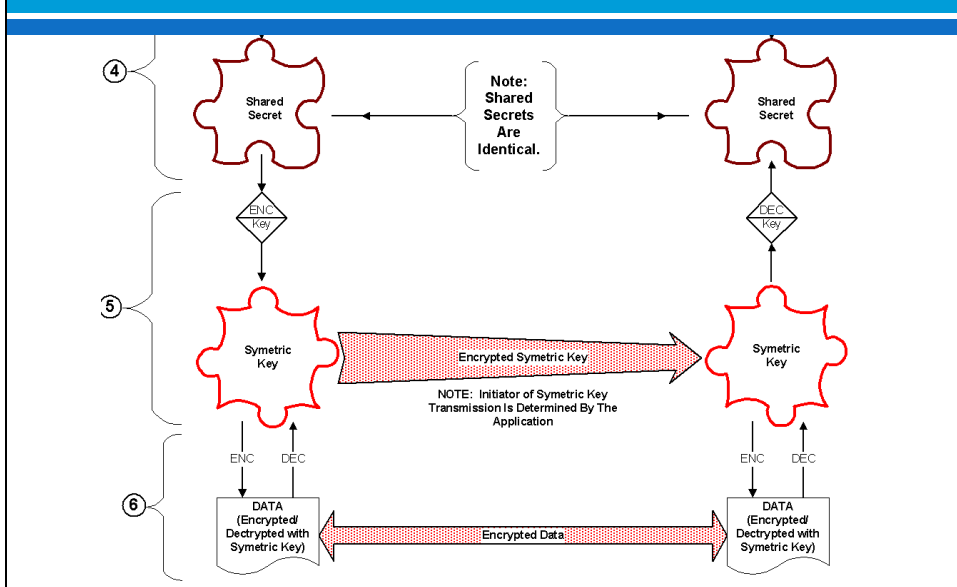 4
Shared
Secret
Note:
Shared
Secrets
Are
Identical.
Shared
Secret
ENC
Key
DEC
Key
5
Symetric
Key
Encrypted Symetric Key
Symetric
Key
NOTE: Initiator of Symetric Key
Transmission Is Determined By The
Application
ENC
DEC
ENC
DEC
6
DATA
(Encrypted/
Dectrypted with
Symetric Key)
Encrypted Data
DATA
(Encrypted/
Dectrypted with
Symetric Key)